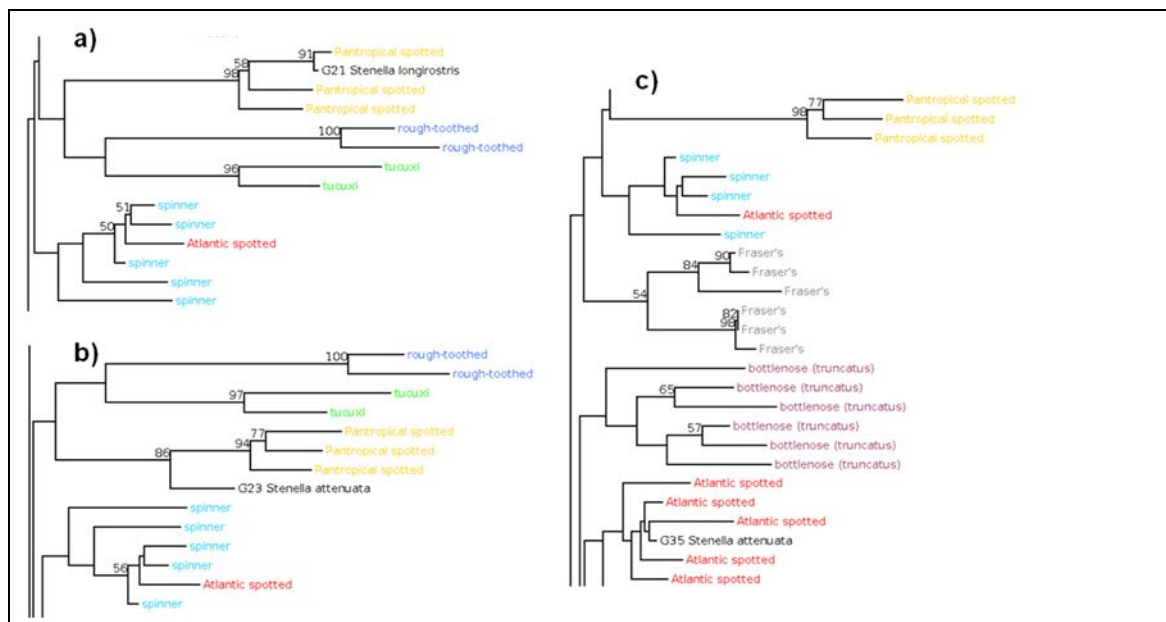 a)
91
Pantropical spotted
58
G21 Stenella longirostris
98
Pantropical spotted
Pantropical spotted
100
rough-toothed
rough-toothed
96
tucuxi
tucuxi
51
spinner
50
spinner
Atlantic spotted
spinner
spinner
spinner
b)
100
rough-toothed
rough-toothed
97
tucuxi
tucuxi
77
Pantropical spotted
94
Pantropical spotted
86
Pantropical spotted
G23 Stenella attenuata
spinner
spinner
spinner
spinner
56
Atlantic spotted
spinner
c)
77
Pantropical spotted
98
Pantropical spotted
Pantropical spotted
spinner
spinner
spinner
Atlantic spotted
spinner
90
Fraser's
84
Fraser's
54
Fraser's
82
Fraser's
98
Fraser's
Fraser's
bottlenose (truncatus)
65
bottlenose (truncatus)
bottlenose (truncatus)
57
bottlenose (truncatus)
bottlenose (truncatus)
bottlenose (truncatus)
Atlantic spotted
Atlantic spotted
Atlantic spotted
G35 Stenella attenuata
Atlantic spotted
Atlantic spotted